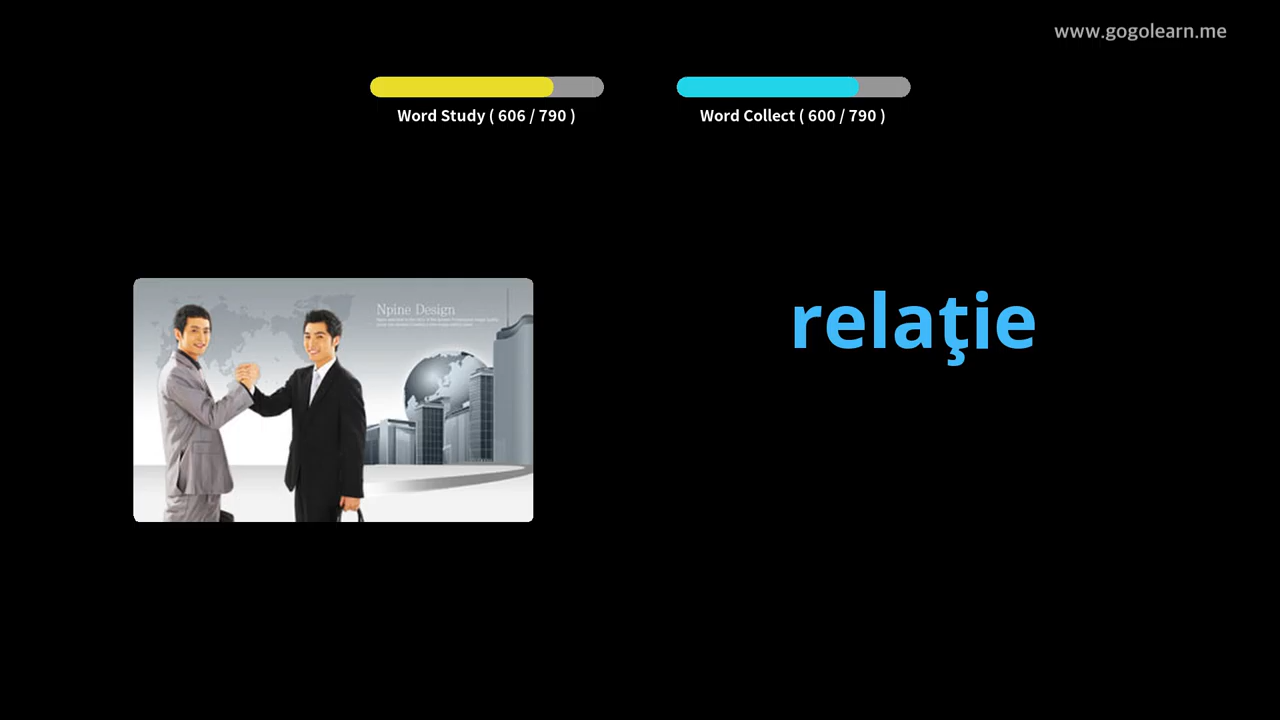 www.gogolearn.me
Word Study ( 606 / 790 )
Word Collect ( 600 / 790 )
Npine Design
relaţie